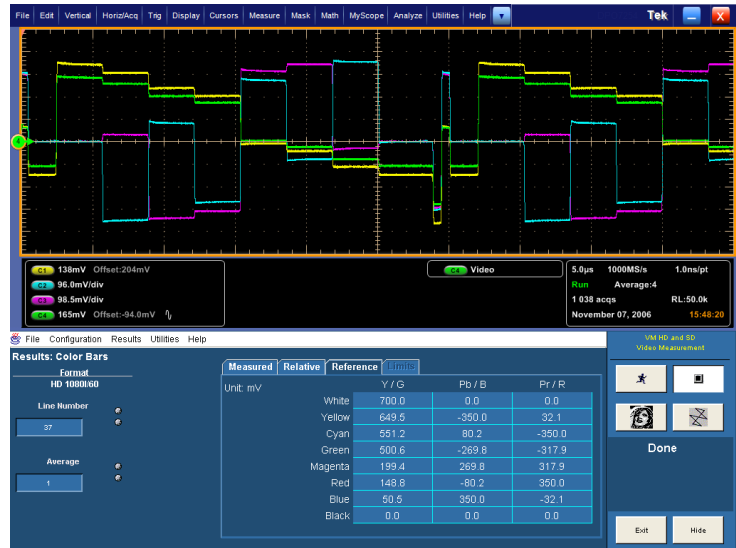 File Edit Vertical Horiz/Acq Trig Display Cursors Measure Mask Math MyScope Analyze Utilities Help Tek X
4
C1 138mV Offset:204mV
C2 96.0mV/div
C3 98.5mV/div
C4 165mV Offset:-94.0mV
C4 Video
5.0µs 1000MS/s 1.0ns/pt
Run Average:4
1 038 acqs RL:50.0k
November 07, 2006 15:48:20
File Configuration Results Utilities Help
VM HD and SD
Video Measurement
Results: Color Bars
Format
HD 1080I/60
Line Number
37
Average
1
Measured Relative Reference Limits
Unit: mV Y / G Pb / B Pr / R
White 700.0 0.0 0.0
Yellow 649.5 -350.0 32.1
Cyan 551.2 80.2 -350.0
Green 500.6 -269.8 -317.9
Magenta 199.4 269.8 317.9
Red 148.8 -80.2 350.0
Blue 50.5 350.0 -32.1
Black 0.0 0.0 0.0
Done
Exit Hide